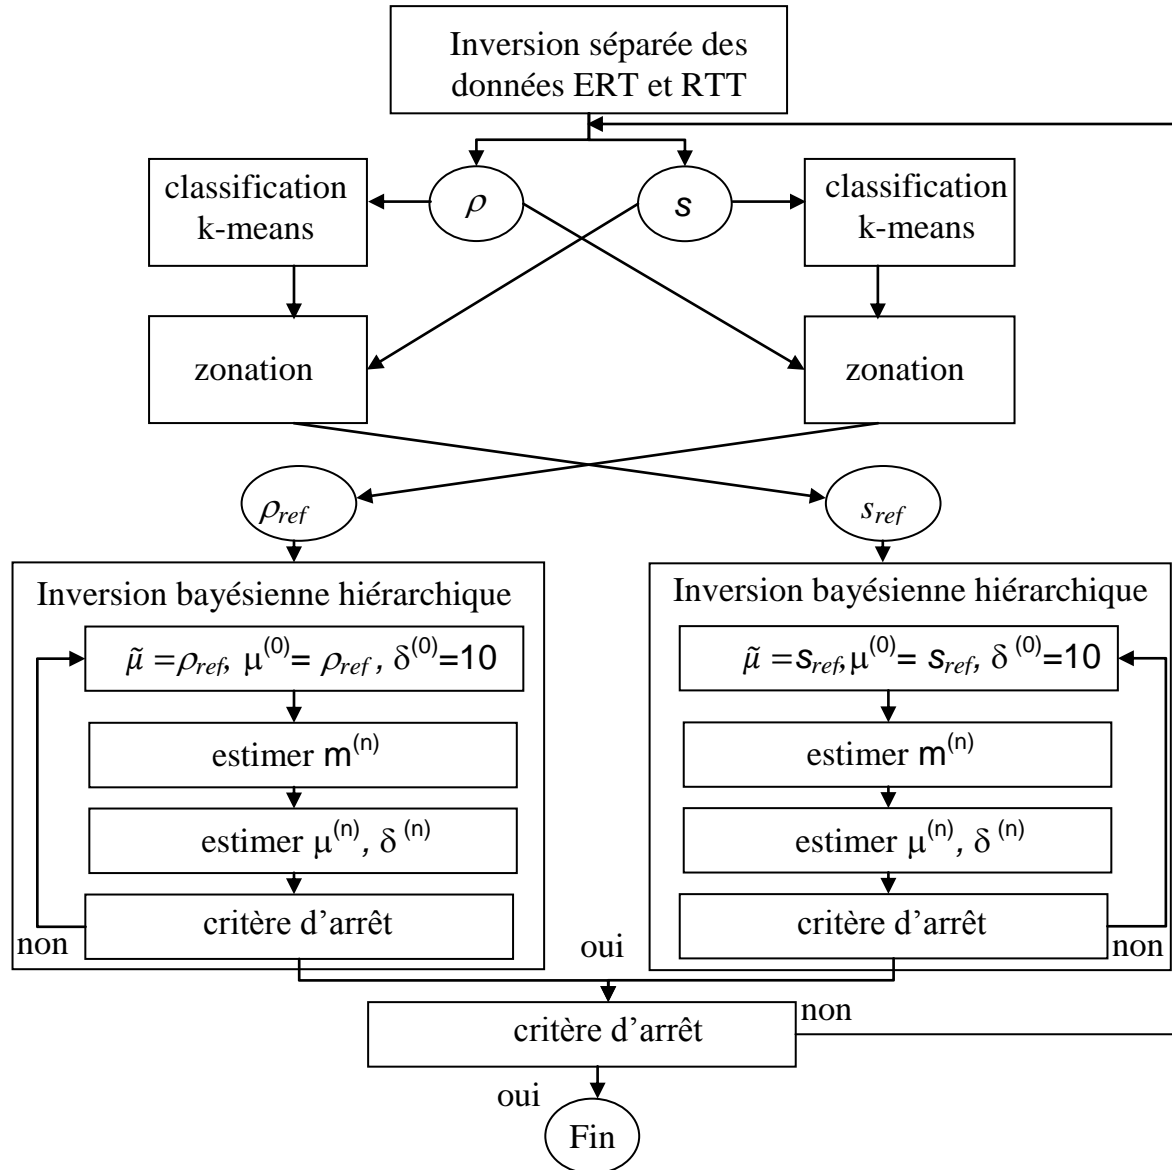 Inversion séparée des
données ERT et RTT
classification
k-means
ρ
s
classification
k-means
zonation
zonation
ρref
sref
Inversion bayésienne hiérarchique
μ̃ =ρref, μ(0)= ρref , δ(0)=10
estimer m(n)
estimer μ(n), δ (n)
critère d’arrêt
non
Inversion bayésienne hiérarchique
μ̃ =sref,μ(0)= sref, δ (0)=10
estimer m(n)
estimer μ(n), δ (n)
critère d’arrêt
non
oui
critère d’arrêt
non
oui
Fin